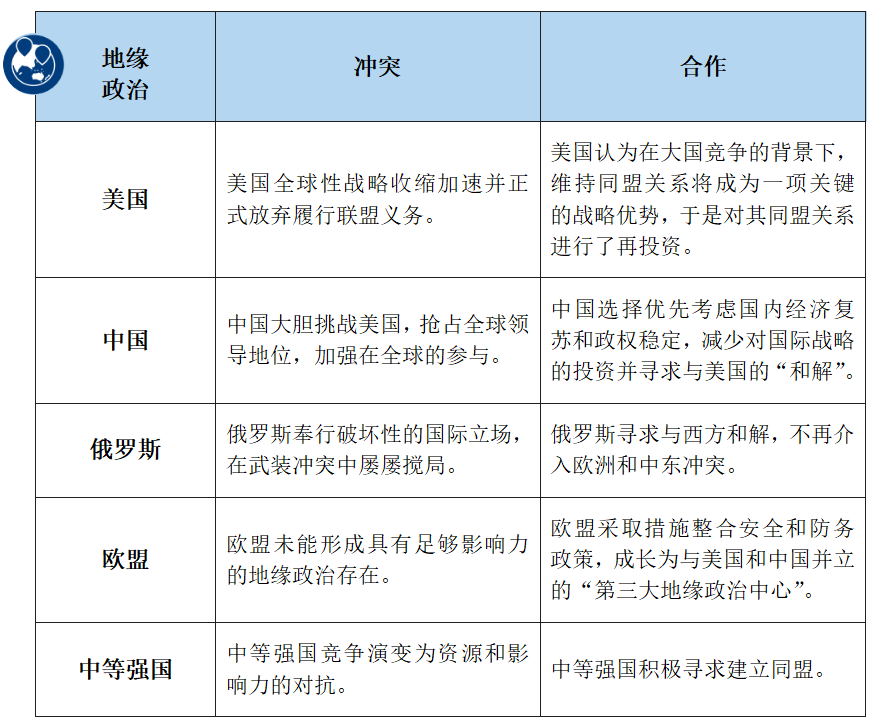 地缘
政治
冲突
合作
美国
美国全球性战略收缩加速并正
式放弃履行联盟义务。
美国认为在大国竞争的背景下，
维持同盟关系将成为一项关键
的战略优势，于是对其同盟关系
进行了再投资。
中国
中国大胆挑战美国，抢占全球领
导地位，加强在全球的参与。
中国选择优先考虑国内经济复
苏和政权稳定，减少对国际战略
的投资并寻求与美国的“和解”。
俄罗斯
俄罗斯奉行破坏性的国际立场，
在武装冲突中屡屡搅局。
俄罗斯寻求与西方和解，不再介
入欧洲和中东冲突。
欧盟
欧盟未能形成具有足够影响力
的地缘政治存在。
欧盟采取措施整合安全和防务
政策，成长为与美国和中国并立
的“第三大地缘政治中心”。
中等强国
中等强国竞争演变为资源和影
响力的对抗。
中等强国积极寻求建立同盟。